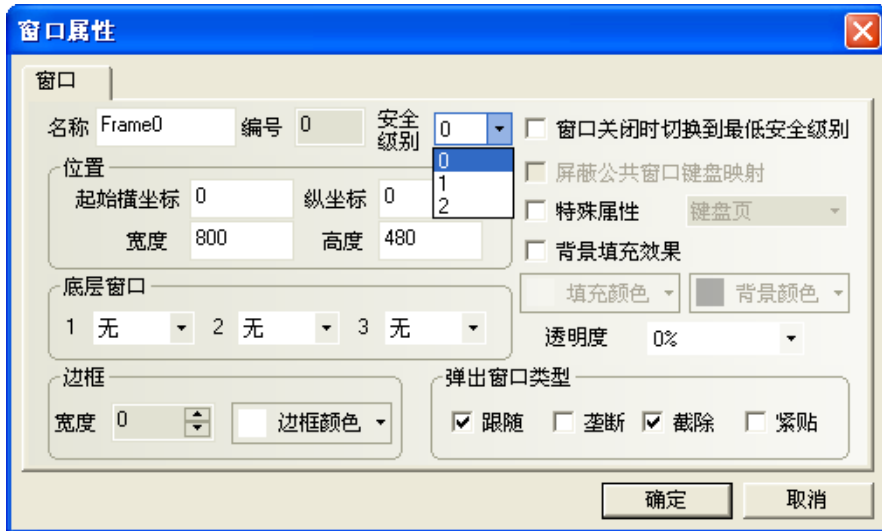 窗口属性
窗口
名称 Frame0 编号 0 安全级别 0 窗口关闭时切换到最低安全级别
0
1
2
位置
屏蔽公共窗口键盘映射
起始横坐标 0 纵坐标 0
特殊属性 键盘页
宽度 800 高度 480
背景填充效果
底层窗口
填充颜色 背景颜色
1 无 2 无 3 无
透明度 0%
边框
弹出窗口类型
宽度 0 边框颜色
跟随 垄断 截除 紧贴
确定 取消